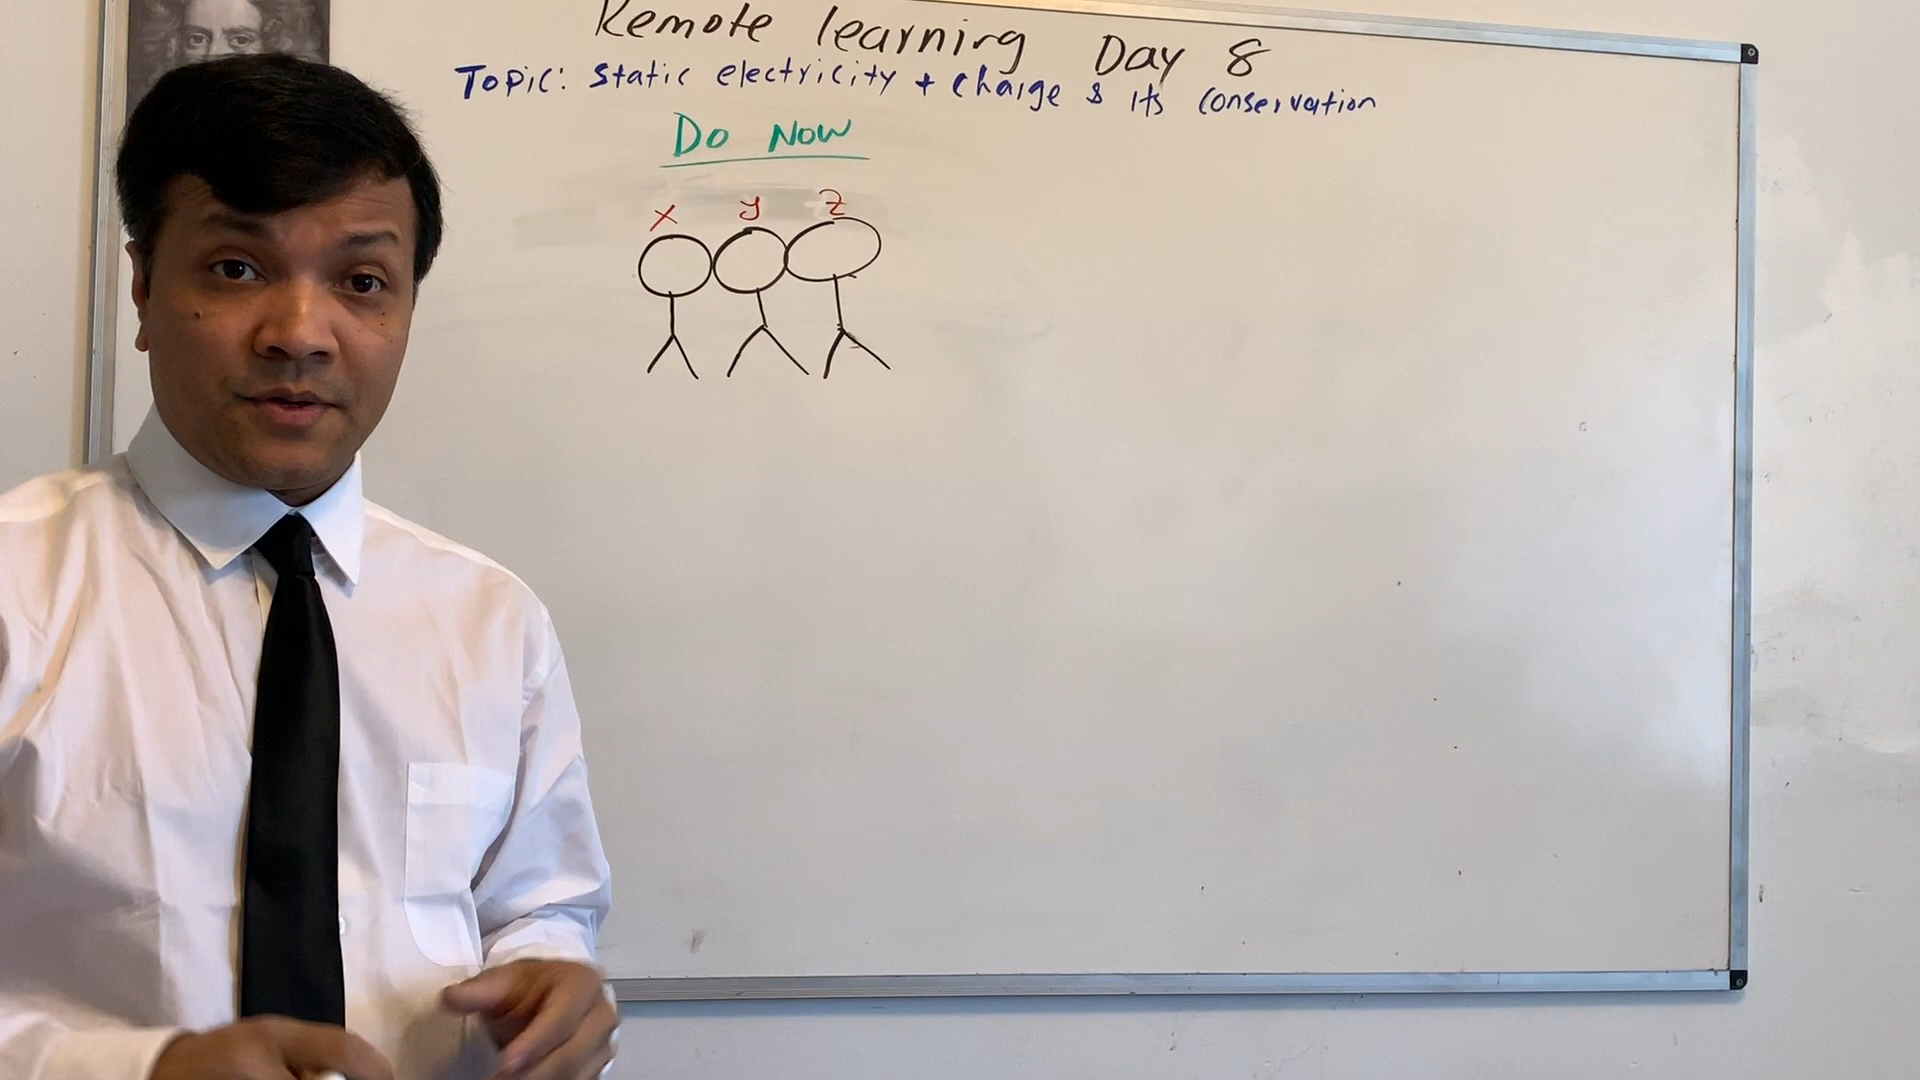 Remote learning Day 8
Topic: Static electricity + Charge & Its Conservation
Do Now
X Y Z